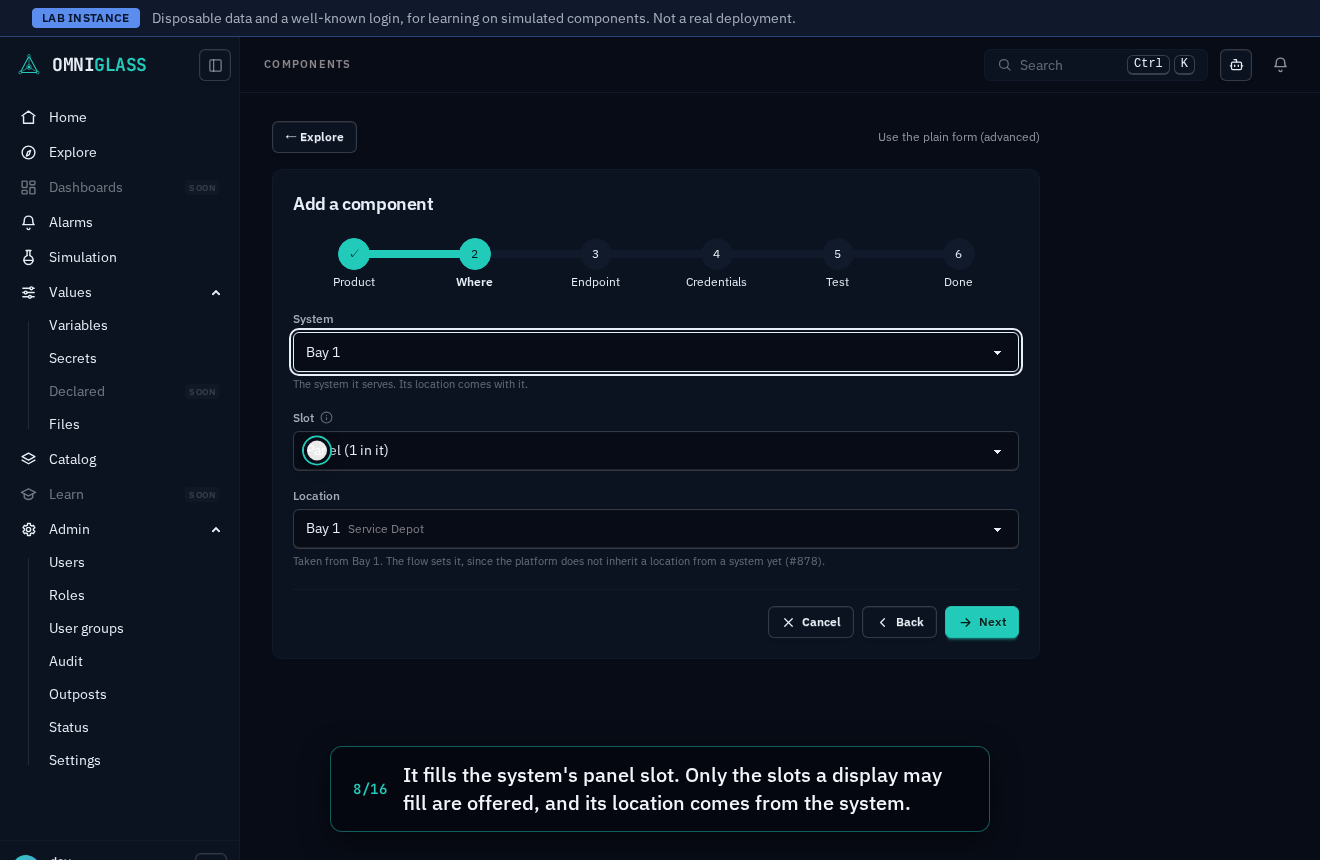 LAB INSTANCE Disposable data and a well-known login, for learning on simulated components. Not a real deployment.
OMNIGLASS
COMPONENTS
Search Ctrl K
Home
Explore
Dashboards SOON
Alarms
Simulation
Values
Variables
Secrets
Declared SOON
Files
Catalog
Learn SOON
Admin
Users
Roles
User groups
Audit
Outposts
Status
Settings
← Explore
Use the plain form (advanced)
Add a component
✓ 2 3 4 5 6
Product Where Endpoint Credentials Test Done
System
Bay 1
The system it serves. Its location comes with it.
Slot
(1 in it)
Location
Bay 1 Service Depot
Taken from Bay 1. The flow sets it, since the platform does not inherit a location from a system yet (#878).
Cancel Back Next
8/16 It fills the system's panel slot. Only the slots a display may
fill are offered, and its location comes from the system.